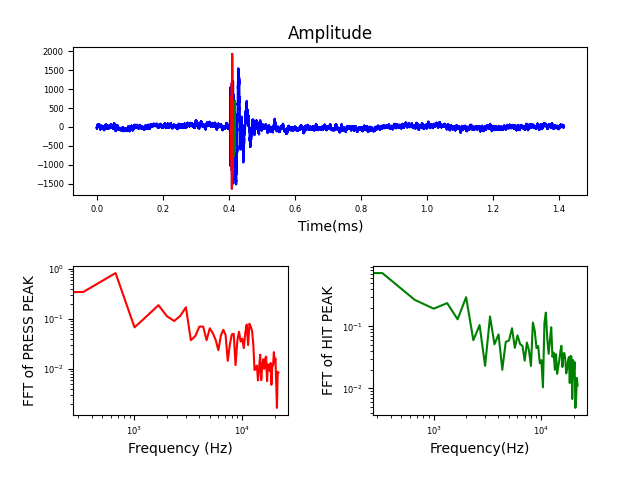 Amplitude
2000
1500
1000
500
0
−500
−1000
−1500
0.0 0.2 0.4 0.6 0.8 1.0 1.2 1.4
Time(ms)
FFT of PRESS PEAK
10⁰
10⁻¹
10⁻²
10³ 10⁴
Frequency (Hz)
FFT of HIT PEAK
10⁻¹
10⁻²
10³ 10⁴
Frequency(Hz)